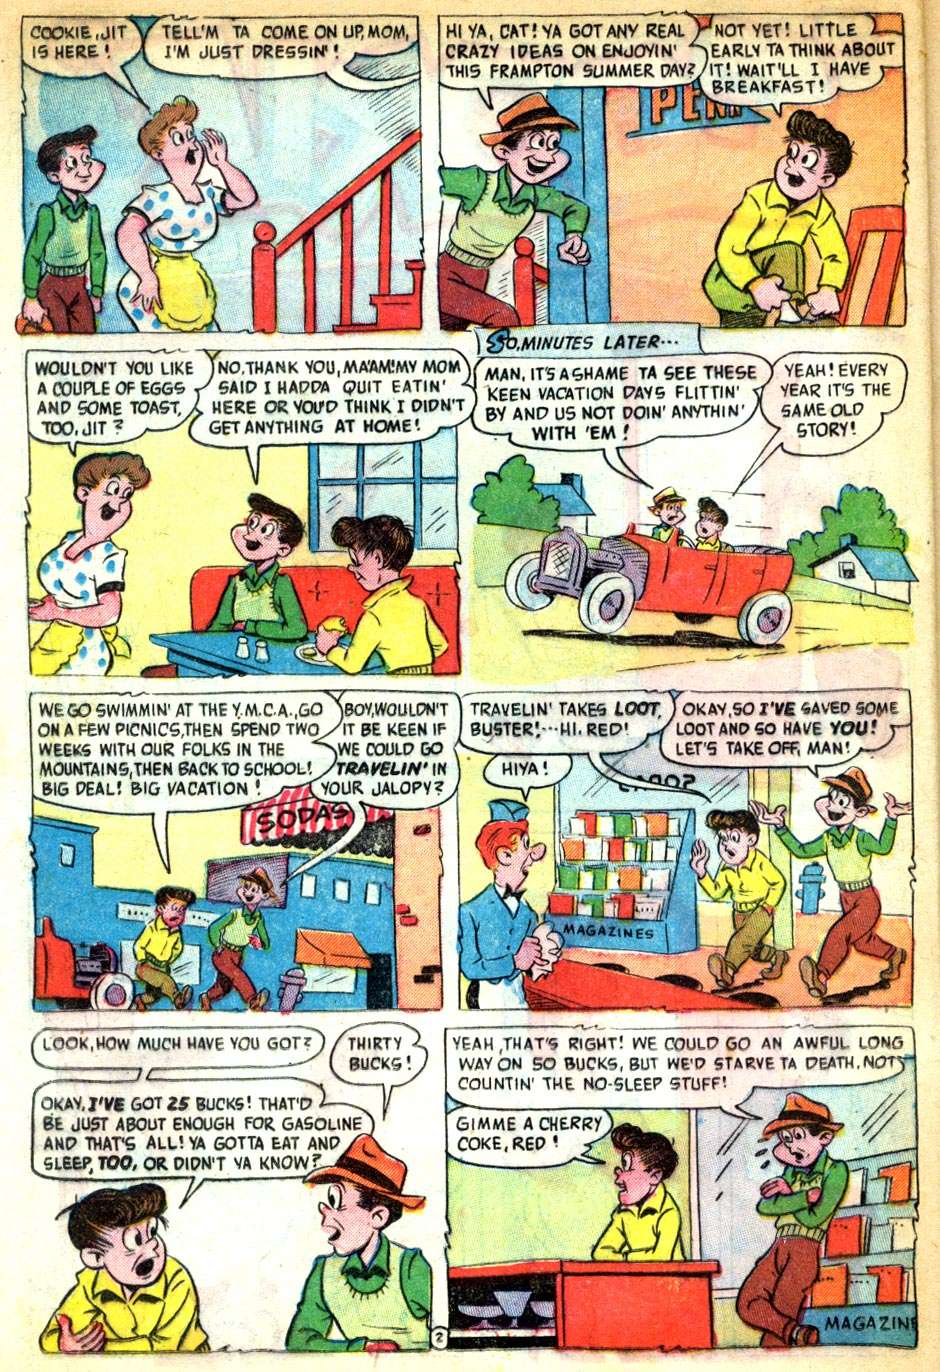 COOKIE, JIT
IS HERE!
TELL'M TA COME ON UP, MOM,
I'M JUST DRESSIN'!
HI YA, CAT! YA GOT ANY REAL
CRAZY IDEAS ON ENJOYIN'
THIS FRAMPTON SUMMER DAY?
NOT YET! LITTLE
EARLY TA THINK ABOUT
IT! WAIT'LL I HAVE
BREAKFAST!
PEN
WOULDN'T YOU LIKE
A COUPLE OF EGGS
AND SOME TOAST,
TOO, JIT?
NO, THANK YOU, MA'AM! MY MOM
SAID I HADDA QUIT EATIN'
HERE OR YOU'D THINK I DIDN'T
GET ANYTHING AT HOME!
SO, MINUTES LATER...
MAN, IT'S A SHAME TA SEE THESE
KEEN VACATION DAYS FLITTIN'
BY AND US NOT DOIN' ANYTHIN'
WITH 'EM!
YEAH! EVERY
YEAR IT'S THE
SAME OLD
STORY!
WE GO SWIMMIN' AT THE Y.M.C.A., GO
ON A FEW PICNICS, THEN SPEND TWO
WEEKS WITH OUR FOLKS IN THE
MOUNTAINS, THEN BACK TO SCHOOL!
BIG DEAL! BIG VACATION!
BOY, WOULDN'T
IT BE KEEN IF
WE COULD GO
TRAVELIN' IN
YOUR JALOPY?
SODAS
TRAVELIN' TAKES LOOT,
BUSTER!--- HI, RED!
HIYA!
OKAY, SO I'VE SAVED SOME
LOOT AND SO HAVE YOU!
LET'S TAKE OFF, MAN!
SODAS
MAGAZINES
LOOK, HOW MUCH HAVE YOU GOT?
THIRTY
BUCKS!
OKAY, I'VE GOT 25 BUCKS! THAT'D
BE JUST ABOUT ENOUGH FOR GASOLINE
AND THAT'S ALL! YA GOTTA EAT AND
SLEEP, TOO, OR DIDN'T YA KNOW?
2
YEAH, THAT'S RIGHT! WE COULD GO AN AWFUL LONG
WAY ON 50 BUCKS, BUT WE'D STARVE TA DEATH, NOT
COUNTIN' THE NO-SLEEP STUFF!
GIMME A CHERRY
COKE, RED!
MAGAZINE